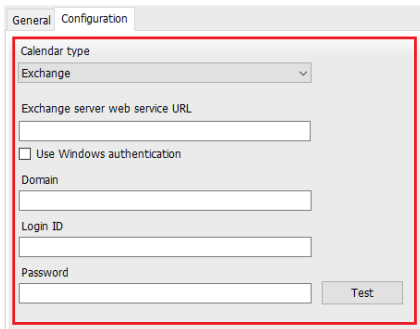 General Configuration
Calendar type
Exchange
Exchange server web service URL
Use Windows authentication
Domain
Login ID
Password
Test